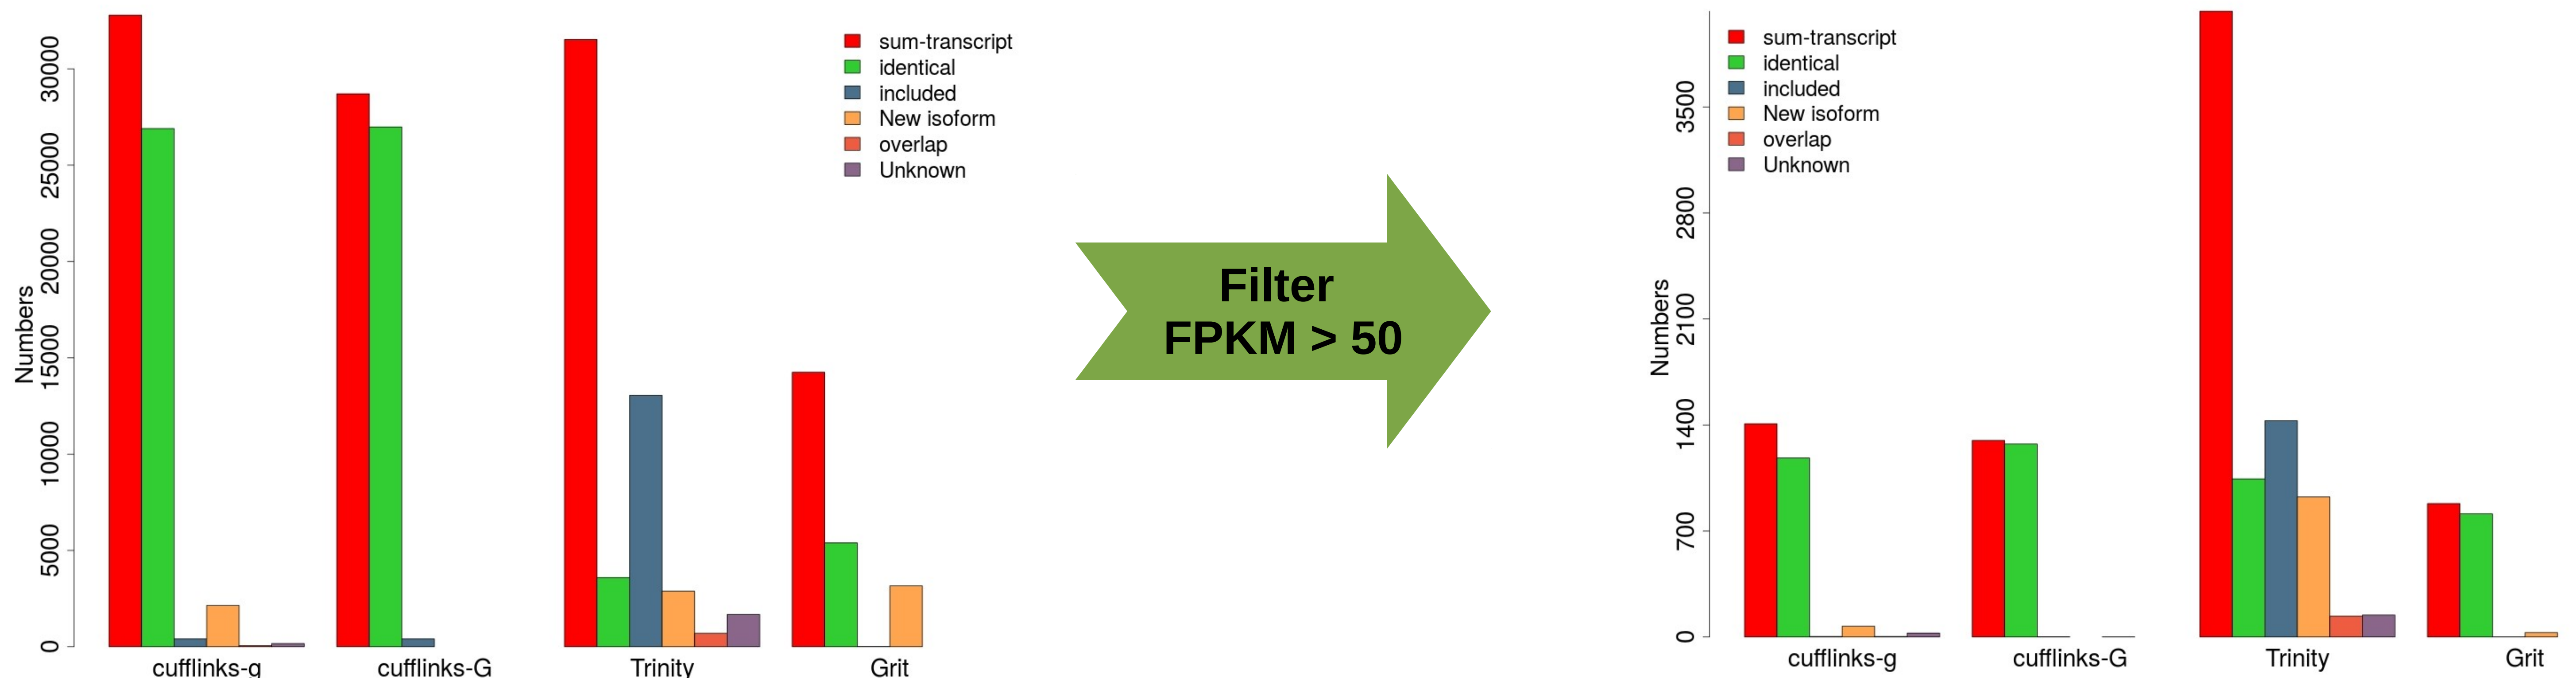 Numbers
0
5000
10000
15000
20000
25000
30000
sum-transcript
identical
included
New isoform
overlap
Unknown
cufflinks-g
cufflinks-G
Trinity
Grit
Filter
FPKM > 50
Numbers
0
700
1400
2100
2800
3500
sum-transcript
identical
included
New isoform
overlap
Unknown
cufflinks-g
cufflinks-G
Trinity
Grit